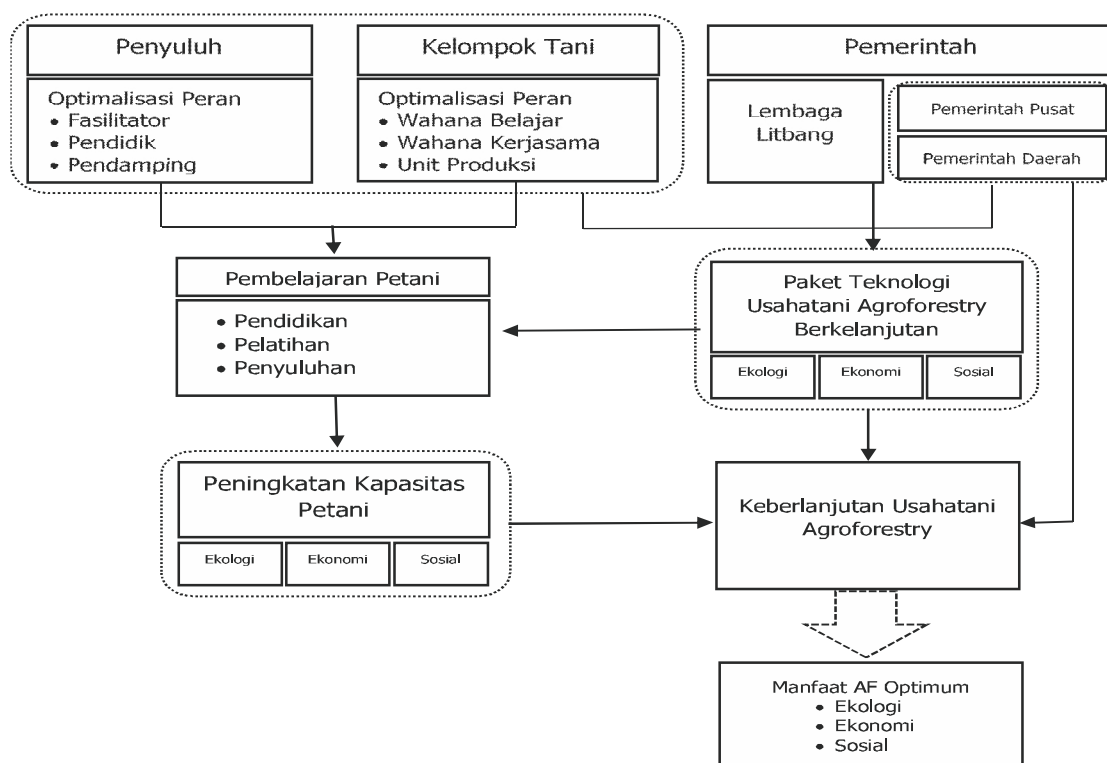 Penyuluh
Optimalisasi Peran
• Fasilitator
• Pendidik
• Pendamping
Kelompok Tani
Optimalisasi Peran
• Wahana Belajar
• Wahana Kerjasama
• Unit Produksi
Pemerintah
Lembaga
Litbang
Pemerintah Pusat
Pemerintah Daerah
Pembelajaran Petani
• Pendidikan
• Pelatihan
• Penyuluhan
Paket Teknologi
Usahatani Agroforestry
Berkelanjutan
Ekologi
Ekonomi
Sosial
Peningkatan Kapasitas
Petani
Ekologi
Ekonomi
Sosial
Keberlanjutan Usahatani
Agroforestry
Manfaat AF Optimum
• Ekologi
• Ekonomi
• Sosial